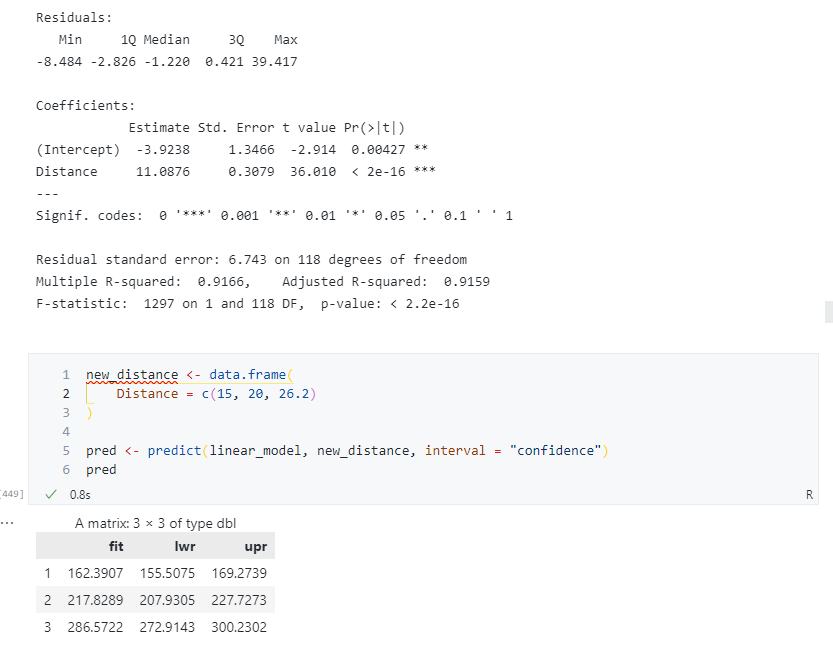 Residuals:
   Min     1Q Median     3Q    Max
-8.484 -2.826 -1.220  0.421 39.417
Coefficients:
            Estimate Std. Error t value Pr(>|t|)
(Intercept)  -3.9238     1.3466  -2.914  0.00427 **
Distance     11.0876     0.3079  36.010  < 2e-16 ***
---
Signif. codes:  0 '***' 0.001 '**' 0.01 '*' 0.05 '.' 0.1 ' ' 1
Residual standard error: 6.743 on 118 degrees of freedom
Multiple R-squared:  0.9166,    Adjusted R-squared:  0.9159
F-statistic:  1297 on 1 and 118 DF,  p-value: < 2.2e-16
1 new_distance <- data.frame(
2     Distance = c(15, 20, 26.2)
3 )
4
5 pred <- predict(linear_model, new_distance, interval = "confidence")
6 pred
[449] ✓ 0.8s R
... A matrix: 3 × 3 of type dbl
fit lwr upr
1 162.3907 155.5075 169.2739
2 217.8289 207.9305 227.7273
3 286.5722 272.9143 300.2302